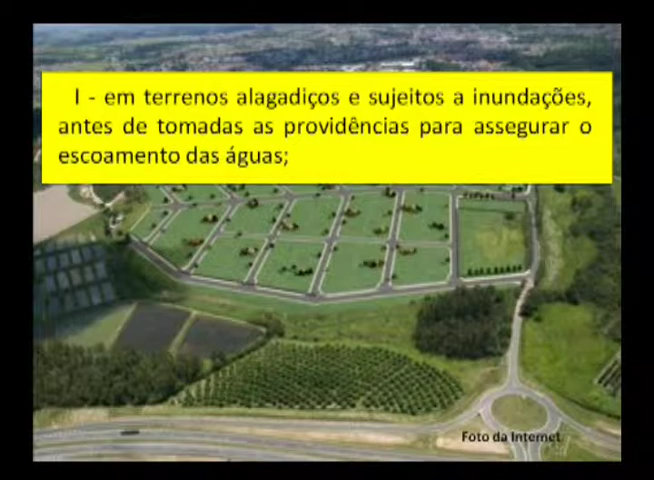 I - em terrenos alagadiços e sujeitos a inundações,
antes de tomadas as providências para assegurar o
escoamento das águas;
Foto da Internet